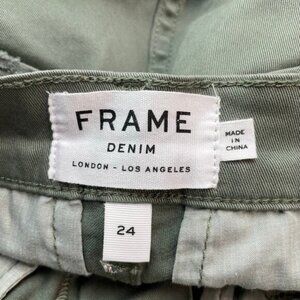 FRAME
DENIM
LONDON - LOS ANGELES
MADE
IN
CHINA
24